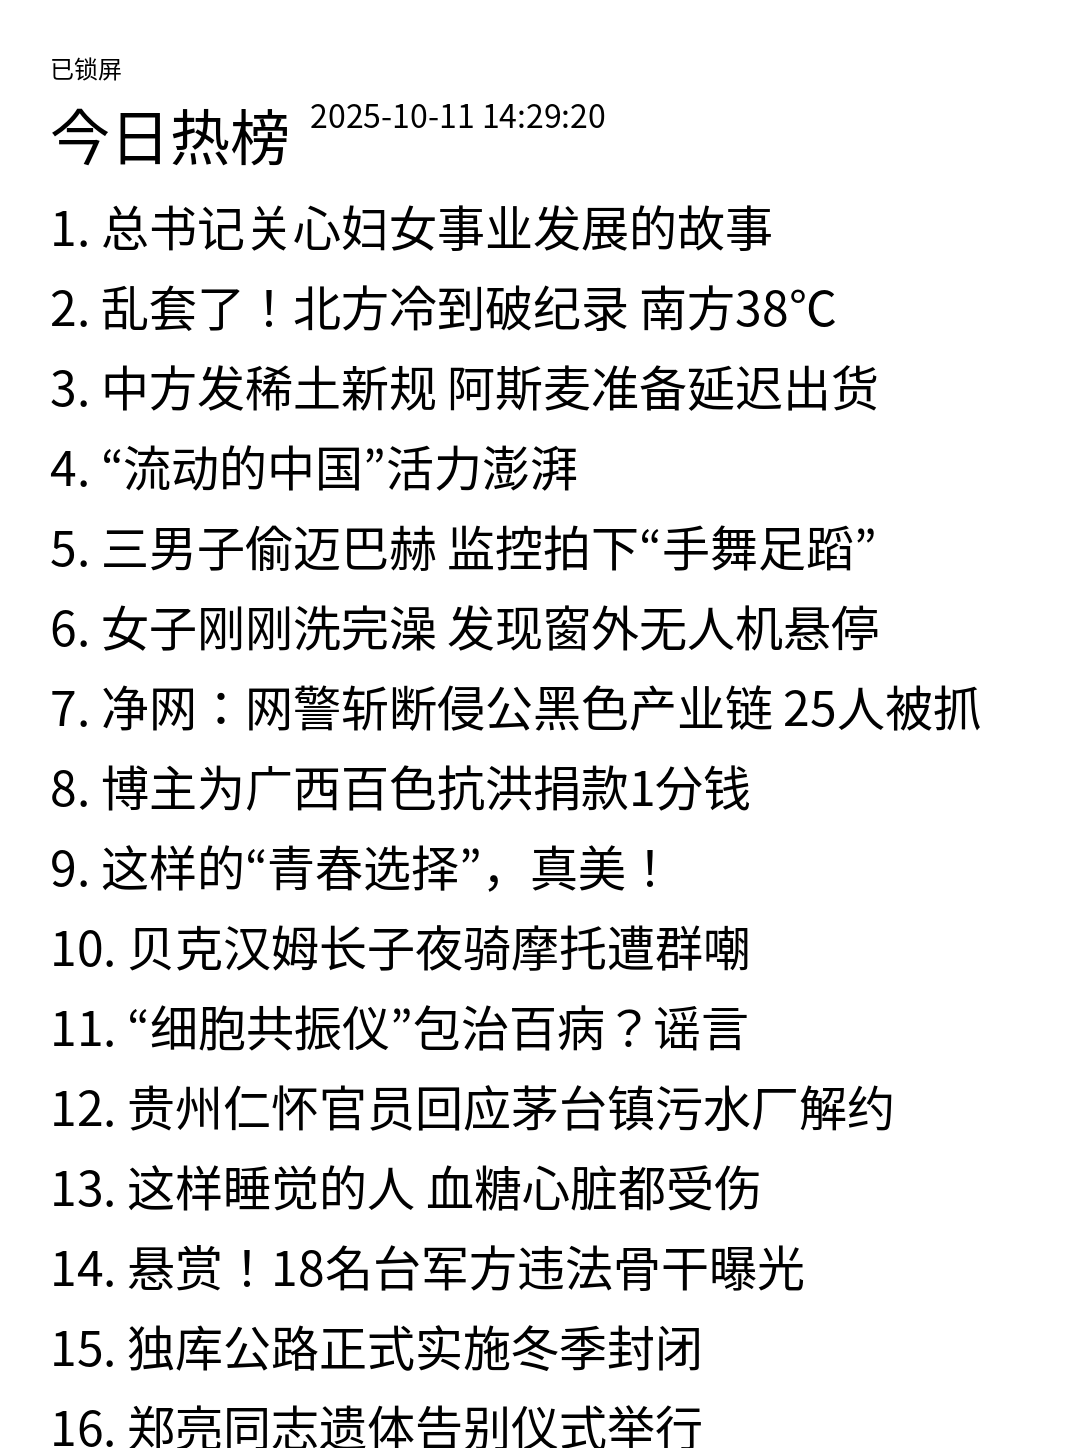 已锁屏
今日热榜 2025-10-11 14:29:20
1. 总书记关心妇女事业发展的故事
2. 乱套了！北方冷到破纪录 南方38℃
3. 中方发稀土新规 阿斯麦准备延迟出货
4. “流动的中国”活力澎湃
5. 三男子偷迈巴赫 监控拍下“手舞足蹈”
6. 女子刚刚洗完澡 发现窗外无人机悬停
7. 净网：网警斩断侵公黑色产业链 25人被抓
8. 博主为广西百色抗洪捐款1分钱
9. 这样的“青春选择”，真美！
10. 贝克汉姆长子夜骑摩托遭群嘲
11. “细胞共振仪”包治百病？谣言
12. 贵州仁怀官员回应茅台镇污水厂解约
13. 这样睡觉的人 血糖心脏都受伤
14. 悬赏！18名台军方违法骨干曝光
15. 独库公路正式实施冬季封闭
16. 郑亮同志遗体告别仪式举行